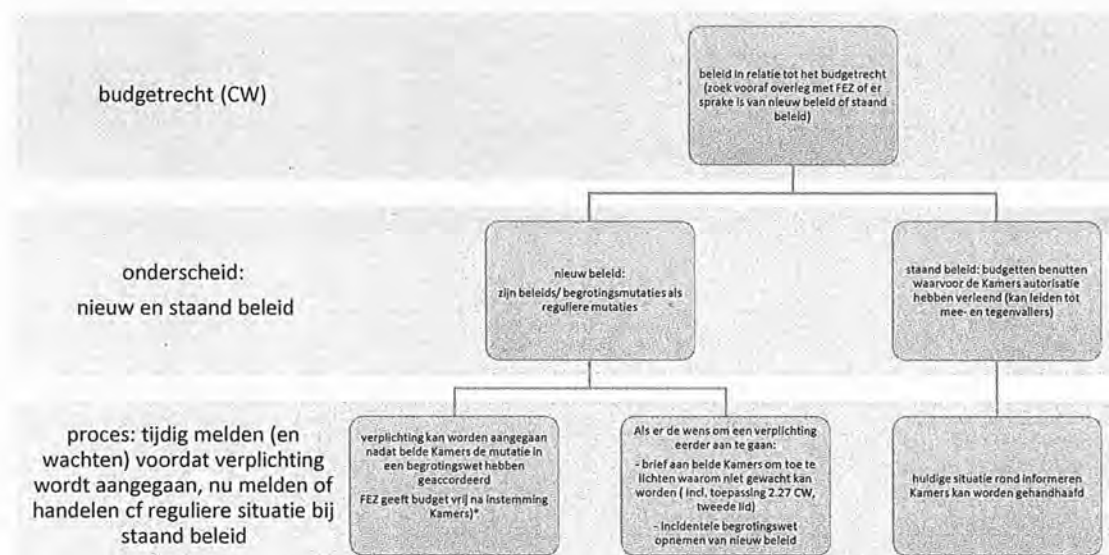 budgetrecht (CW)
beleid in relatie tot het budgetrecht
(zoek vooraf overleg met FEZ of er
sprake is van nieuw beleid of staand
beleid)
onderscheid:
nieuw en staand beleid
nieuw beleid:
zijn beleids/ begrotingsmutaties als
reguliere mutaties
staand beleid: budgetten benutten
waarvoor de Kamers autorisatie
hebben verleend (kan leiden tot
mee- en tegenvallers)
proces: tijdig melden (en
wachten) voordat verplichting
wordt aangegaan, nu melden of
handelen cf reguliere situatie bij
staand beleid
verplichting kan worden aangegaan
nadat beide Kamers de mutatie in
een begrotingswet hebben
geaccordeerd
FEZ geeft budget vrij na instemming
Kamers)*
Als er de wens om een verplichting
eerder aan te gaan:
- brief aan beide Kamers om toe te
lichten waarom niet gewacht kan
worden ( incl. toepassing 2.27 CW,
tweede lid)
- Incidentele begrotingswet
opnemen van nieuw beleid
huldige situatie rond informeren
Kamers kan worden gehandhaafd